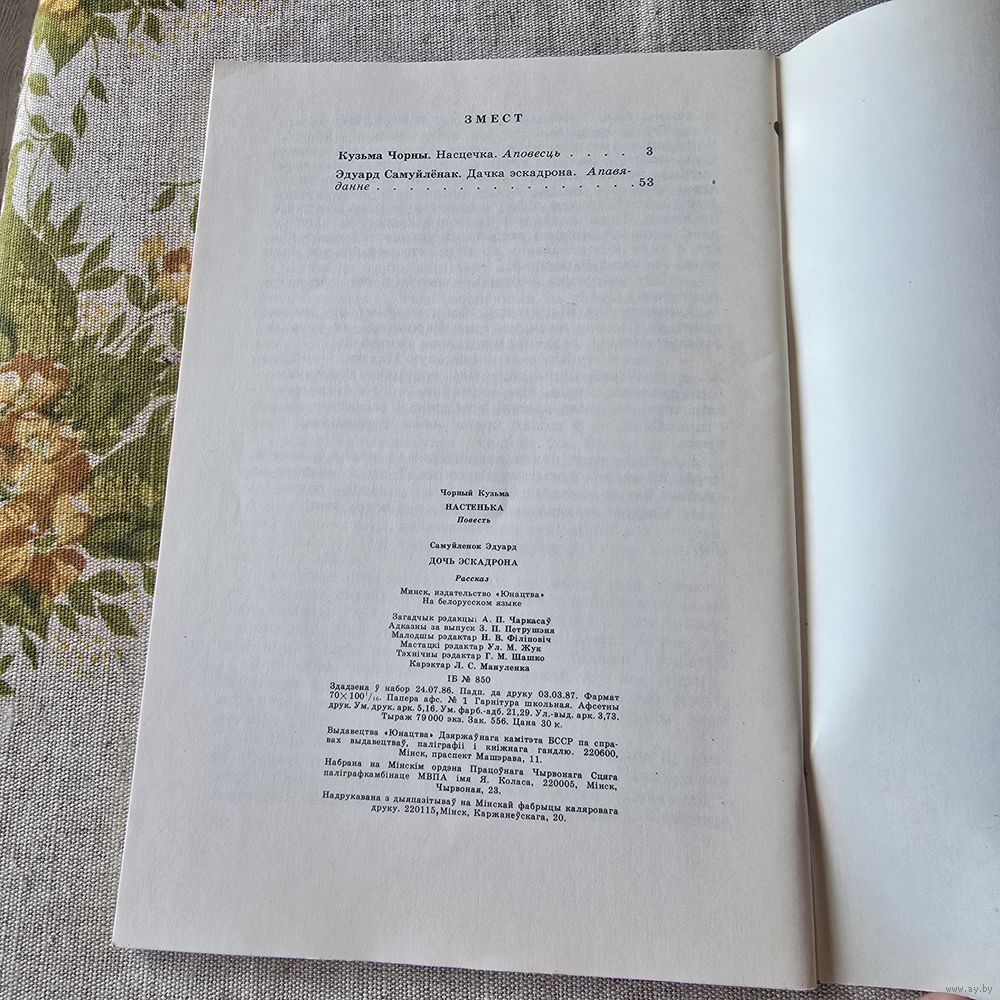 ЗМЕСТ
Кузьма Чорны. Насцечка. Аповесць . . . . 3
Эдуард Самуйлёнак. Дачка эскадрона. Апавя-
данне . . . . . . . . . . . . . . . . . 53
Чорный Кузьма
НАСТЕНЬКА
Повесть
Самуйленок Эдуард
ДОЧЬ ЭСКАДРОНА
Рассказ
Минск, издательство «Юнацтва»
На белорусском языке
Загадчык рэдакцыі А. П. Чаркасаў
Адказны за выпуск З. П. Петрушэня
Малодшы рэдактар Н. В. Філіповіч
Мастацкі рэдактар Ул. М. Жук
Тэхнічны рэдактар Г. М. Шашко
Карэктар Л. С. Мануленка
ІБ № 850
Здадзена ў набор 24.07.86. Падп. да друку 03.03.87. Фармат
70×100¹/₁₆. Папера афс. № 1 Гарнітура школьная. Афсетны
друк. Ум. друк. арк. 5,16. Ум. фарб.-адб. 21,29. Ул.-выд. арк. 3,73.
Тыраж 79 000 экз. Зак. 556. Цана 30 к.
Выдавецтва «Юнацтва» Дзяржаўнага камітэта БССР па спра-
вах выдавецтваў, паліграфіі і кніжнага гандлю. 220600,
Мінск, праспект Машэрава, 11.
Набрана на Мінскім ордэна Працоўнага Чырвонага Сцяга
паліграфкамбінаце МВПА імя Я. Коласа, 220005, Мінск,
Чырвоная, 23.
Надрукавана з дыяпазітываў на Мінскай фабрыцы каляровага
друку. 220115, Мінск, Каржанеўскага, 20.
www.ay.by